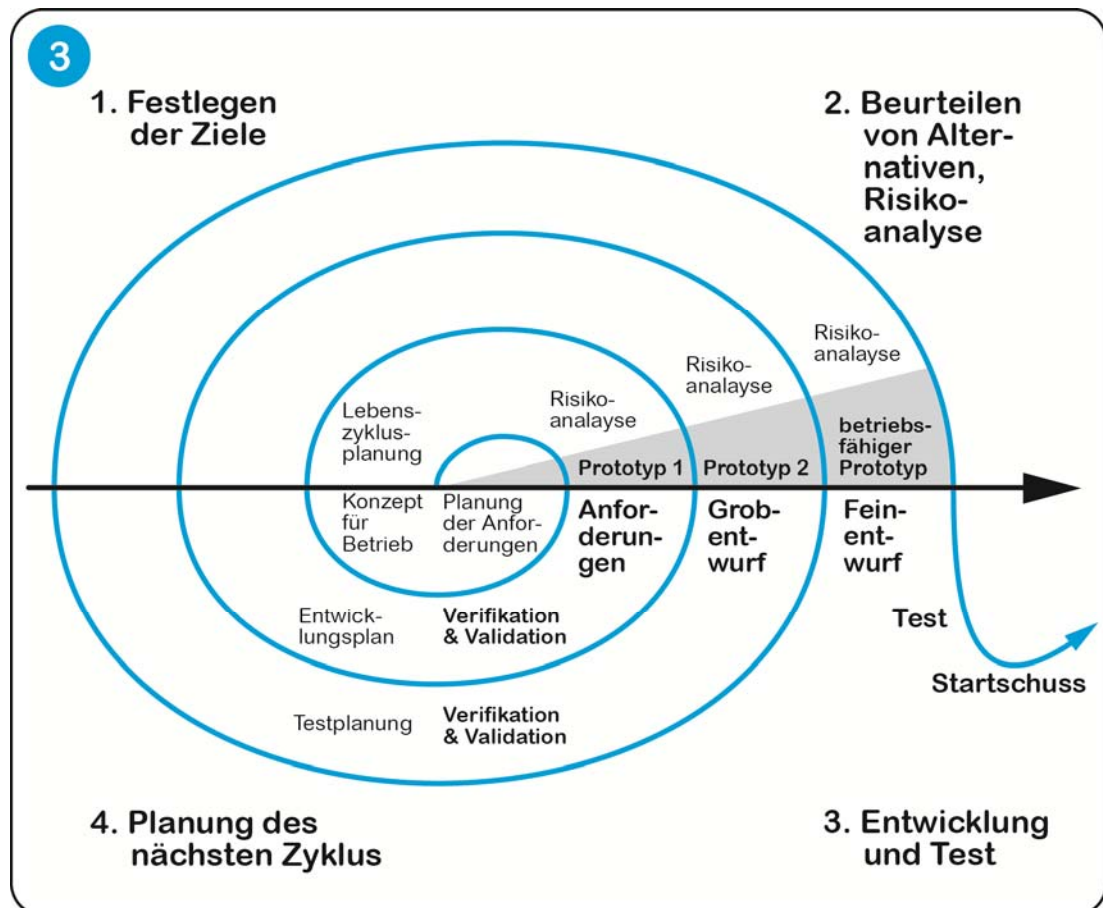 3
1. Festlegen
der Ziele
2. Beurteilen
von Alter-
nativen,
Risiko-
analyse
Risiko-
analayse
Risiko-
analayse
Risiko-
analayse
Lebens-
zyklus-
planung
betriebs-
fähiger
Prototyp
Prototyp 1
Prototyp 2
Konzept
für
Betrieb
Planung
der Anfor-
derungen
Anfor-
derun-
gen
Grob-
ent-
wurf
Fein-
ent-
wurf
Entwick-
lungsplan
Verifikation
& Validation
Test
Startschuss
Testplanung
Verifikation
& Validation
4. Planung des
nächsten Zyklus
3. Entwicklung
und Test